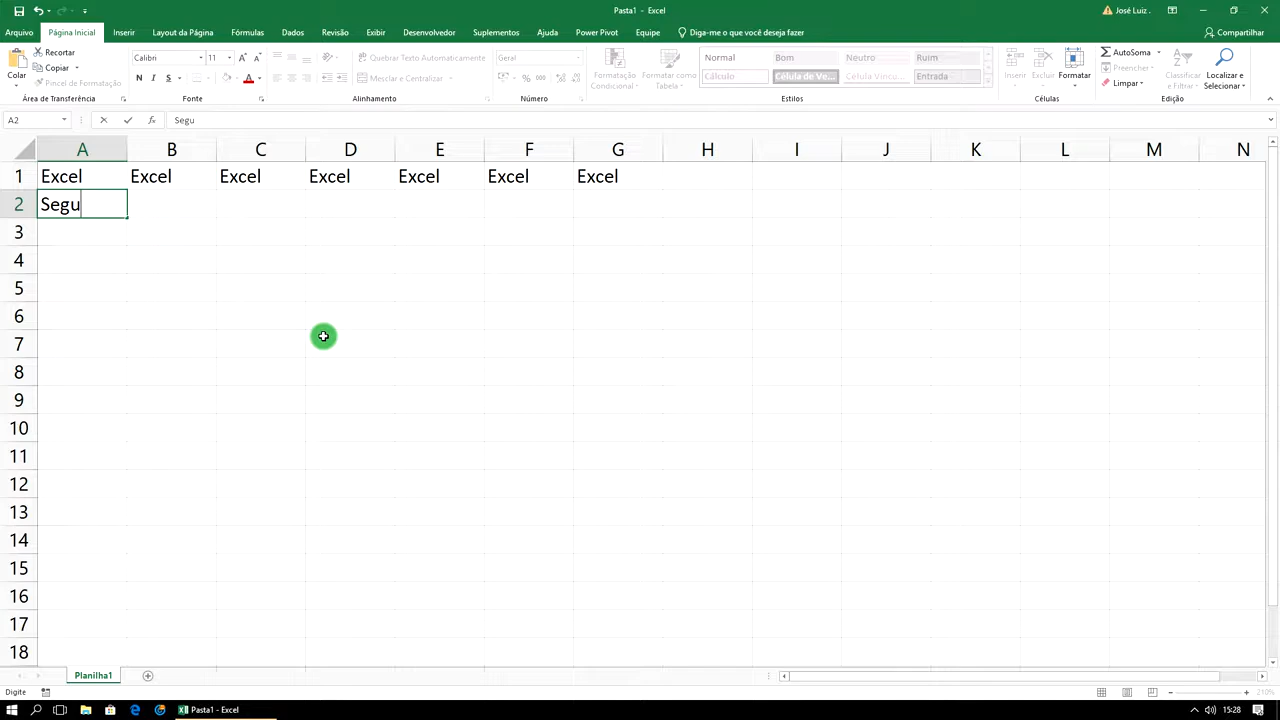 Pasta1 - Excel
José Luiz .
Arquivo Página Inicial Inserir Layout da Página Fórmulas Dados Revisão Exibir Desenvolvedor Suplementos Ajuda Power Pivot Equipe Diga-me o que você deseja fazer Compartilhar
Colar
Recortar
Copiar
Pincel de Formatação
Área de Transferência
Calibri 11
N I S
Fonte
Quebrar Texto Automaticamente
Mesclar e Centralizar
Alinhamento
Geral
% 000
Número
Formatação Condicional
Formatar como Tabela
Normal Bom Neutro Ruim
Cálculo Célula de Ve... Célula Vincu... Entrada
Estilos
Inserir Excluir Formatar
Células
AutoSoma
Preencher
Limpar
Classificar e Filtrar
Localizar e Selecionar
Edição
A2 fx Segu
A B C D E F G H I J K L M N
1 Excel Excel Excel Excel Excel Excel Excel
2 Segu
3
4
5
6
7
8
9
10
11
12
13
14
15
16
17
18
Planilha1
Digite 210%
Pasta1 - Excel 15:28